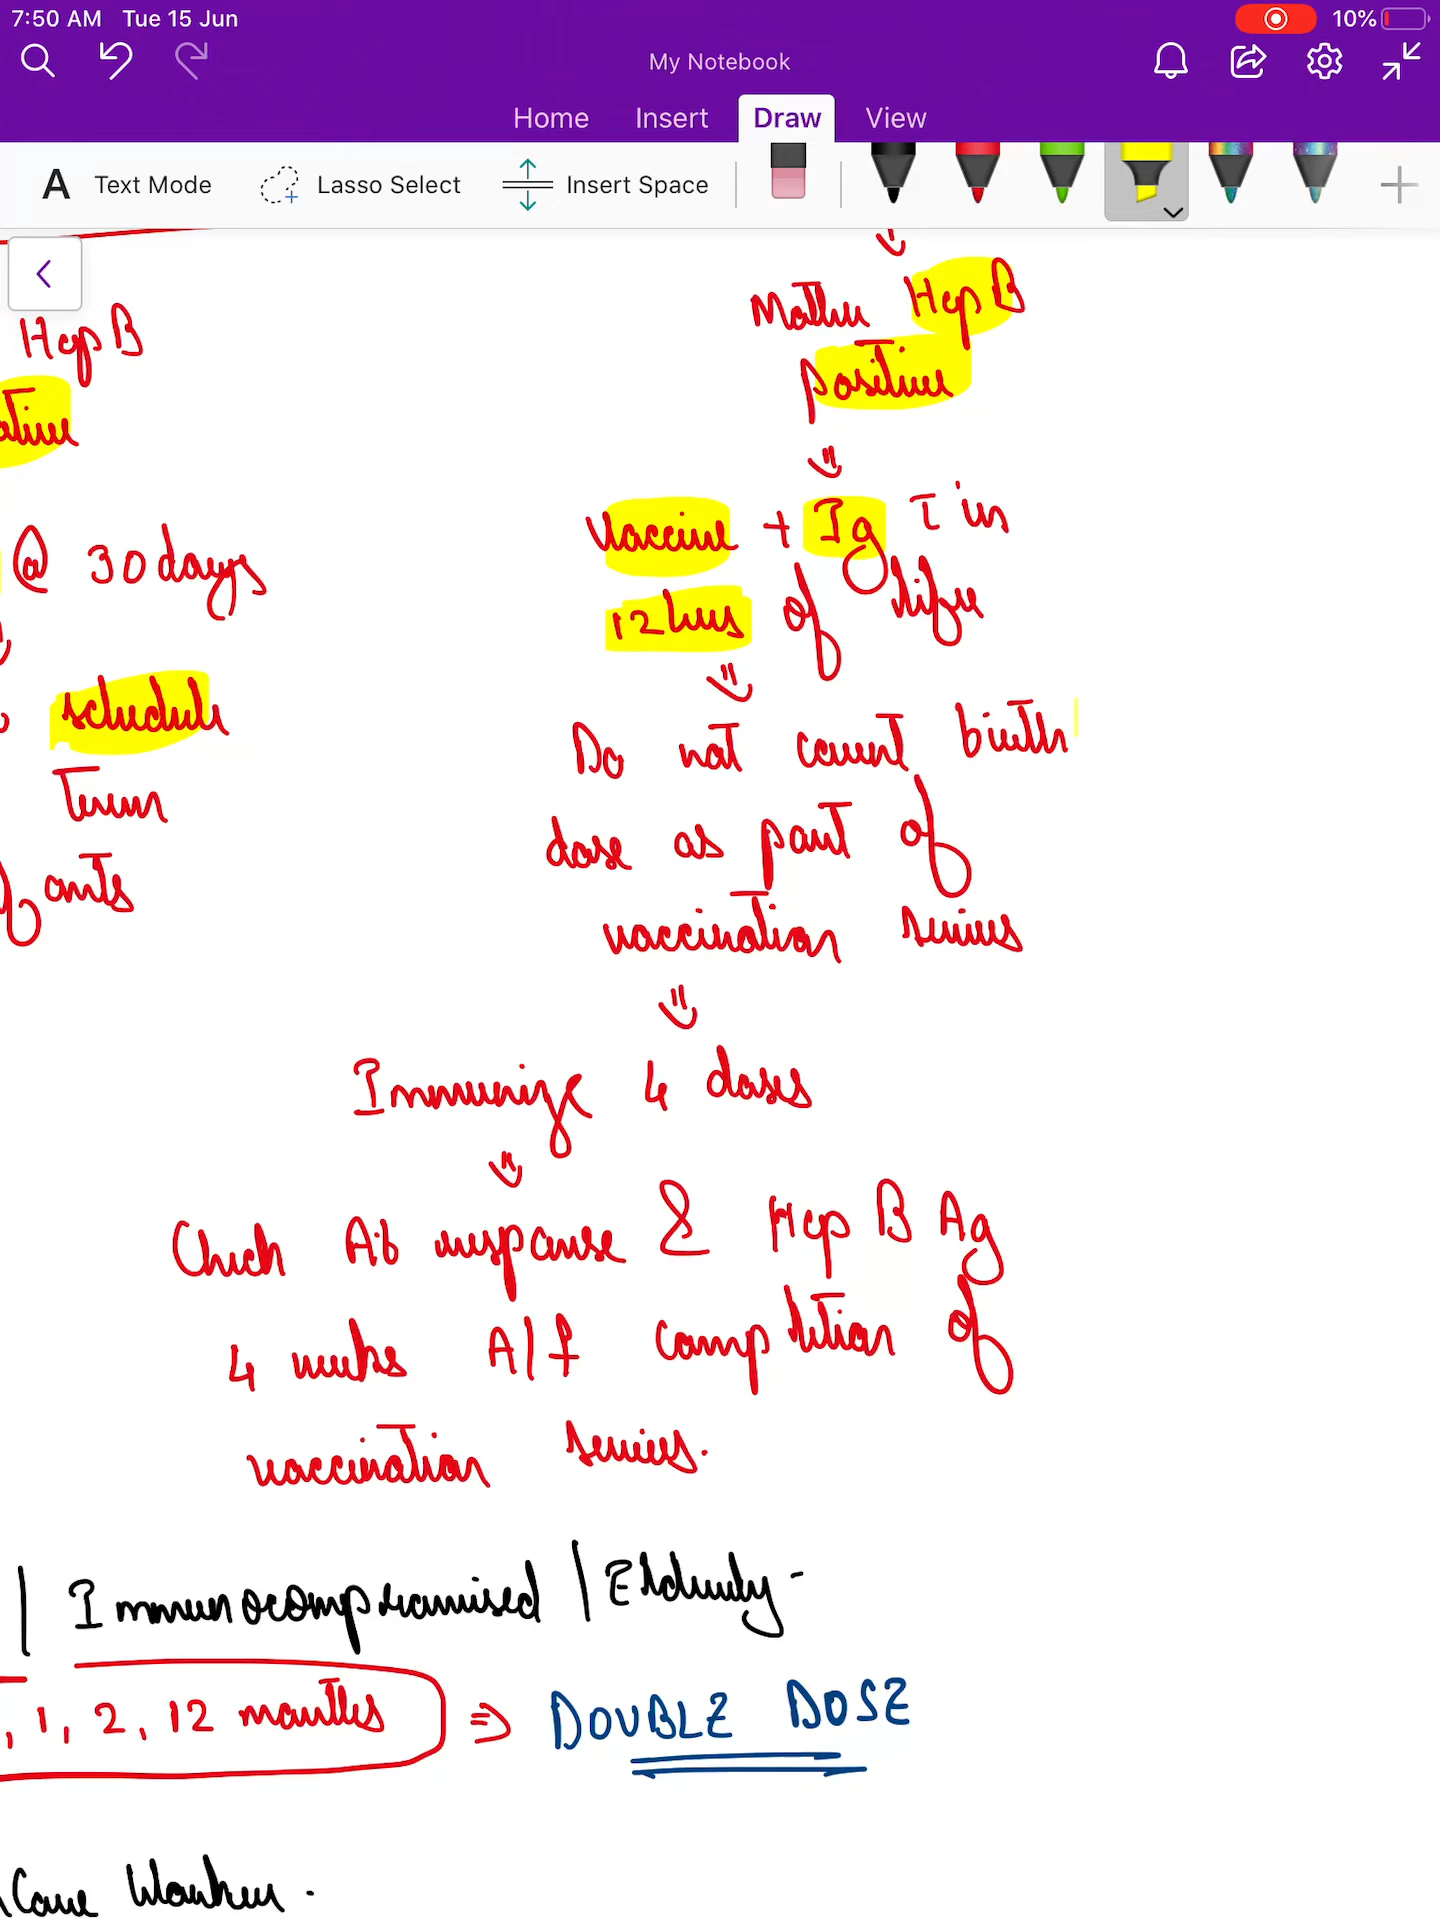 7:50 AM Tue 15 Jun
10%
My Notebook
Home Insert Draw View
A Text Mode Lasso Select Insert Space
Hep B
@ 30 days
schedule
Term
Mother Hep B
positive
Vaccine + Ig in
12 hrs of life
Do not count birth
dose as part of
vaccination series
Immunize 4 doses
Check Ab response & Hep B Ag
4 weeks A/f completion of
vaccination series.
| Immunocompromised | Elderly -
, 1, 2, 12 months ⇒ DOUBLE DOSE
Care Worker.